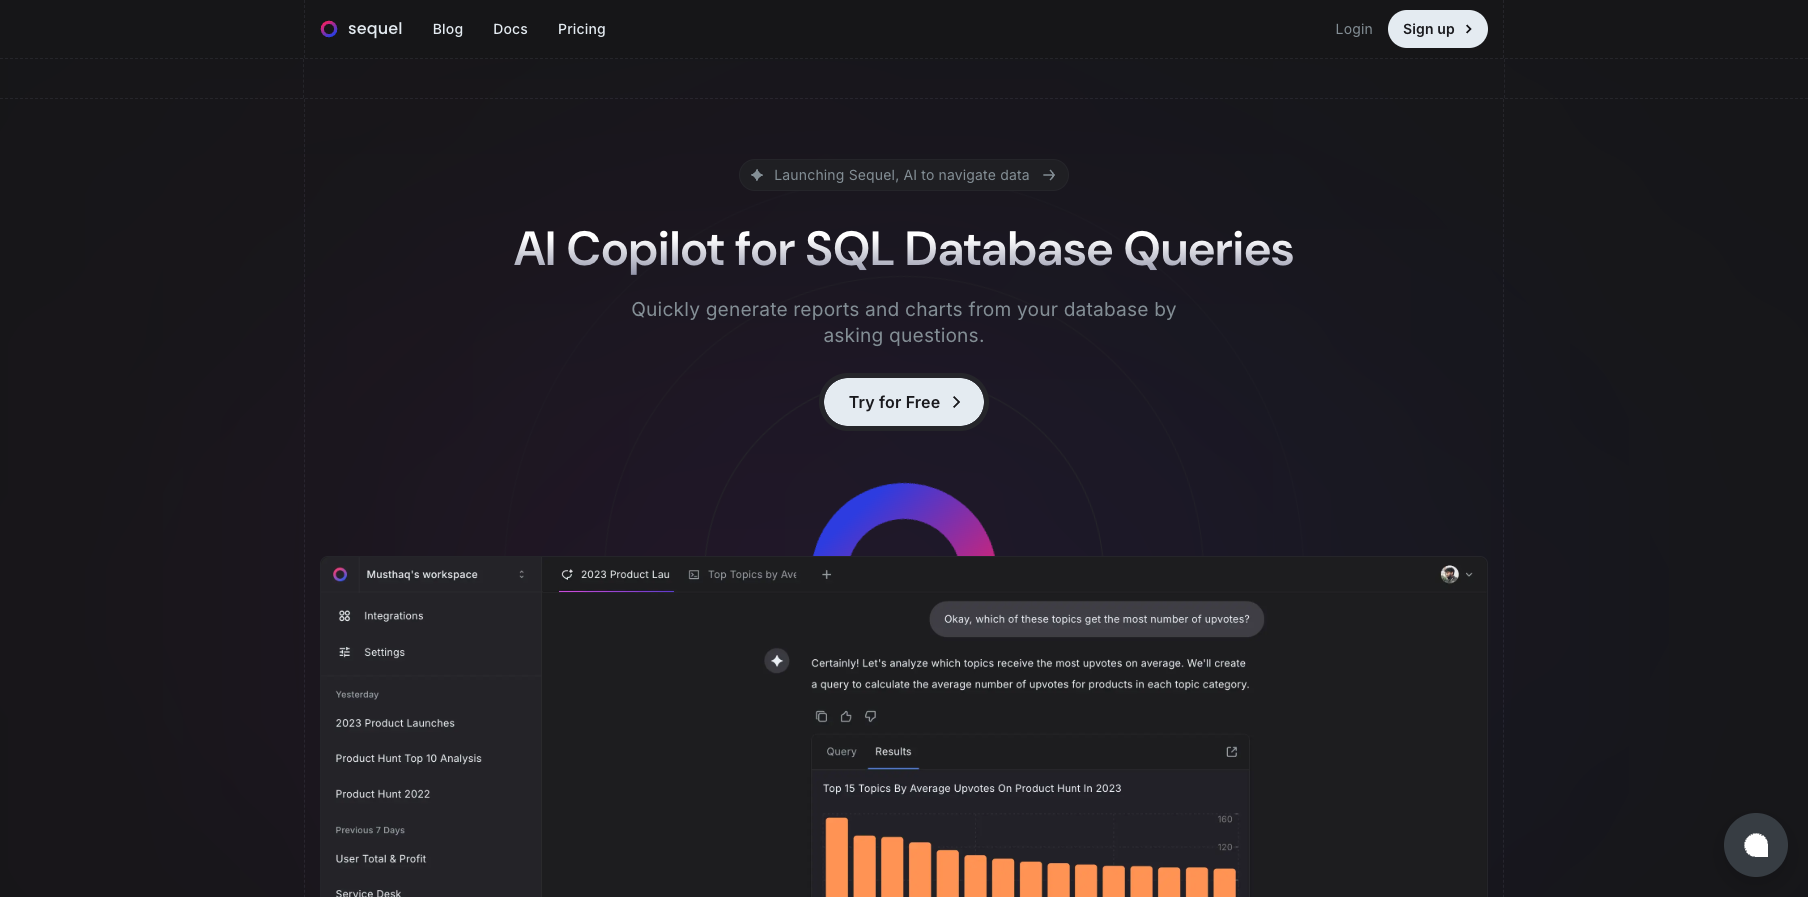 sequel
Blog
Docs
Pricing
Login
Sign up
Launching Sequel, AI to navigate data
AI Copilot for SQL Database Queries
Quickly generate reports and charts from your database by
asking questions.
Try for Free
Musthaq's workspace
2023 Product Lau
Top Topics by Ave
Integrations
Settings
Yesterday
2023 Product Launches
Product Hunt Top 10 Analysis
Product Hunt 2022
Previous 7 Days
User Total & Profit
Service Desk
Okay, which of these topics get the most number of upvotes?
Certainly! Let's analyze which topics receive the most upvotes on average. We'll create
a query to calculate the average number of upvotes for products in each topic category.
Query
Results
Top 15 Topics By Average Upvotes On Product Hunt In 2023
160
120